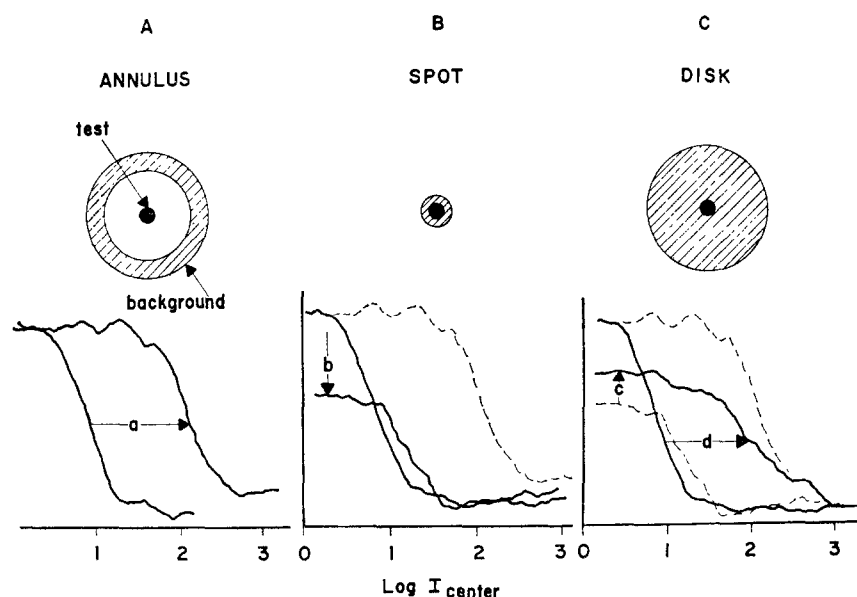 A
B
C
ANNULUS
SPOT
DISK
test
background
a
b
c
d
1
2
3
0
1
2
3
0
1
2
3
Log I center